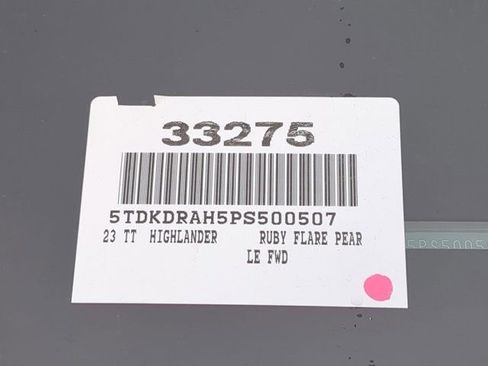 33275
5TDKDRAH5PS500507
23 TT HIGHLANDER RUBY FLARE PEAR
LE FWD